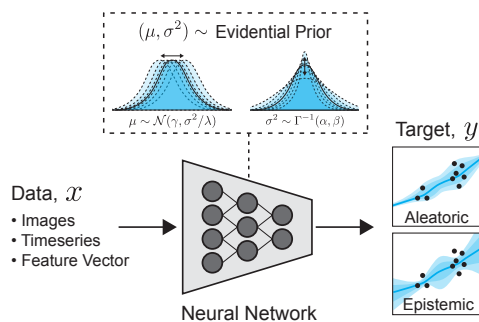 (μ, σ²) ∼ Evidential Prior
μ ∼ 𝒩(γ, σ²/λ)
σ² ∼ Γ⁻¹(α, β)
Target, y
Data, x
• Images
• Timeseries
• Feature Vector
Aleatoric
Epistemic
Neural Network